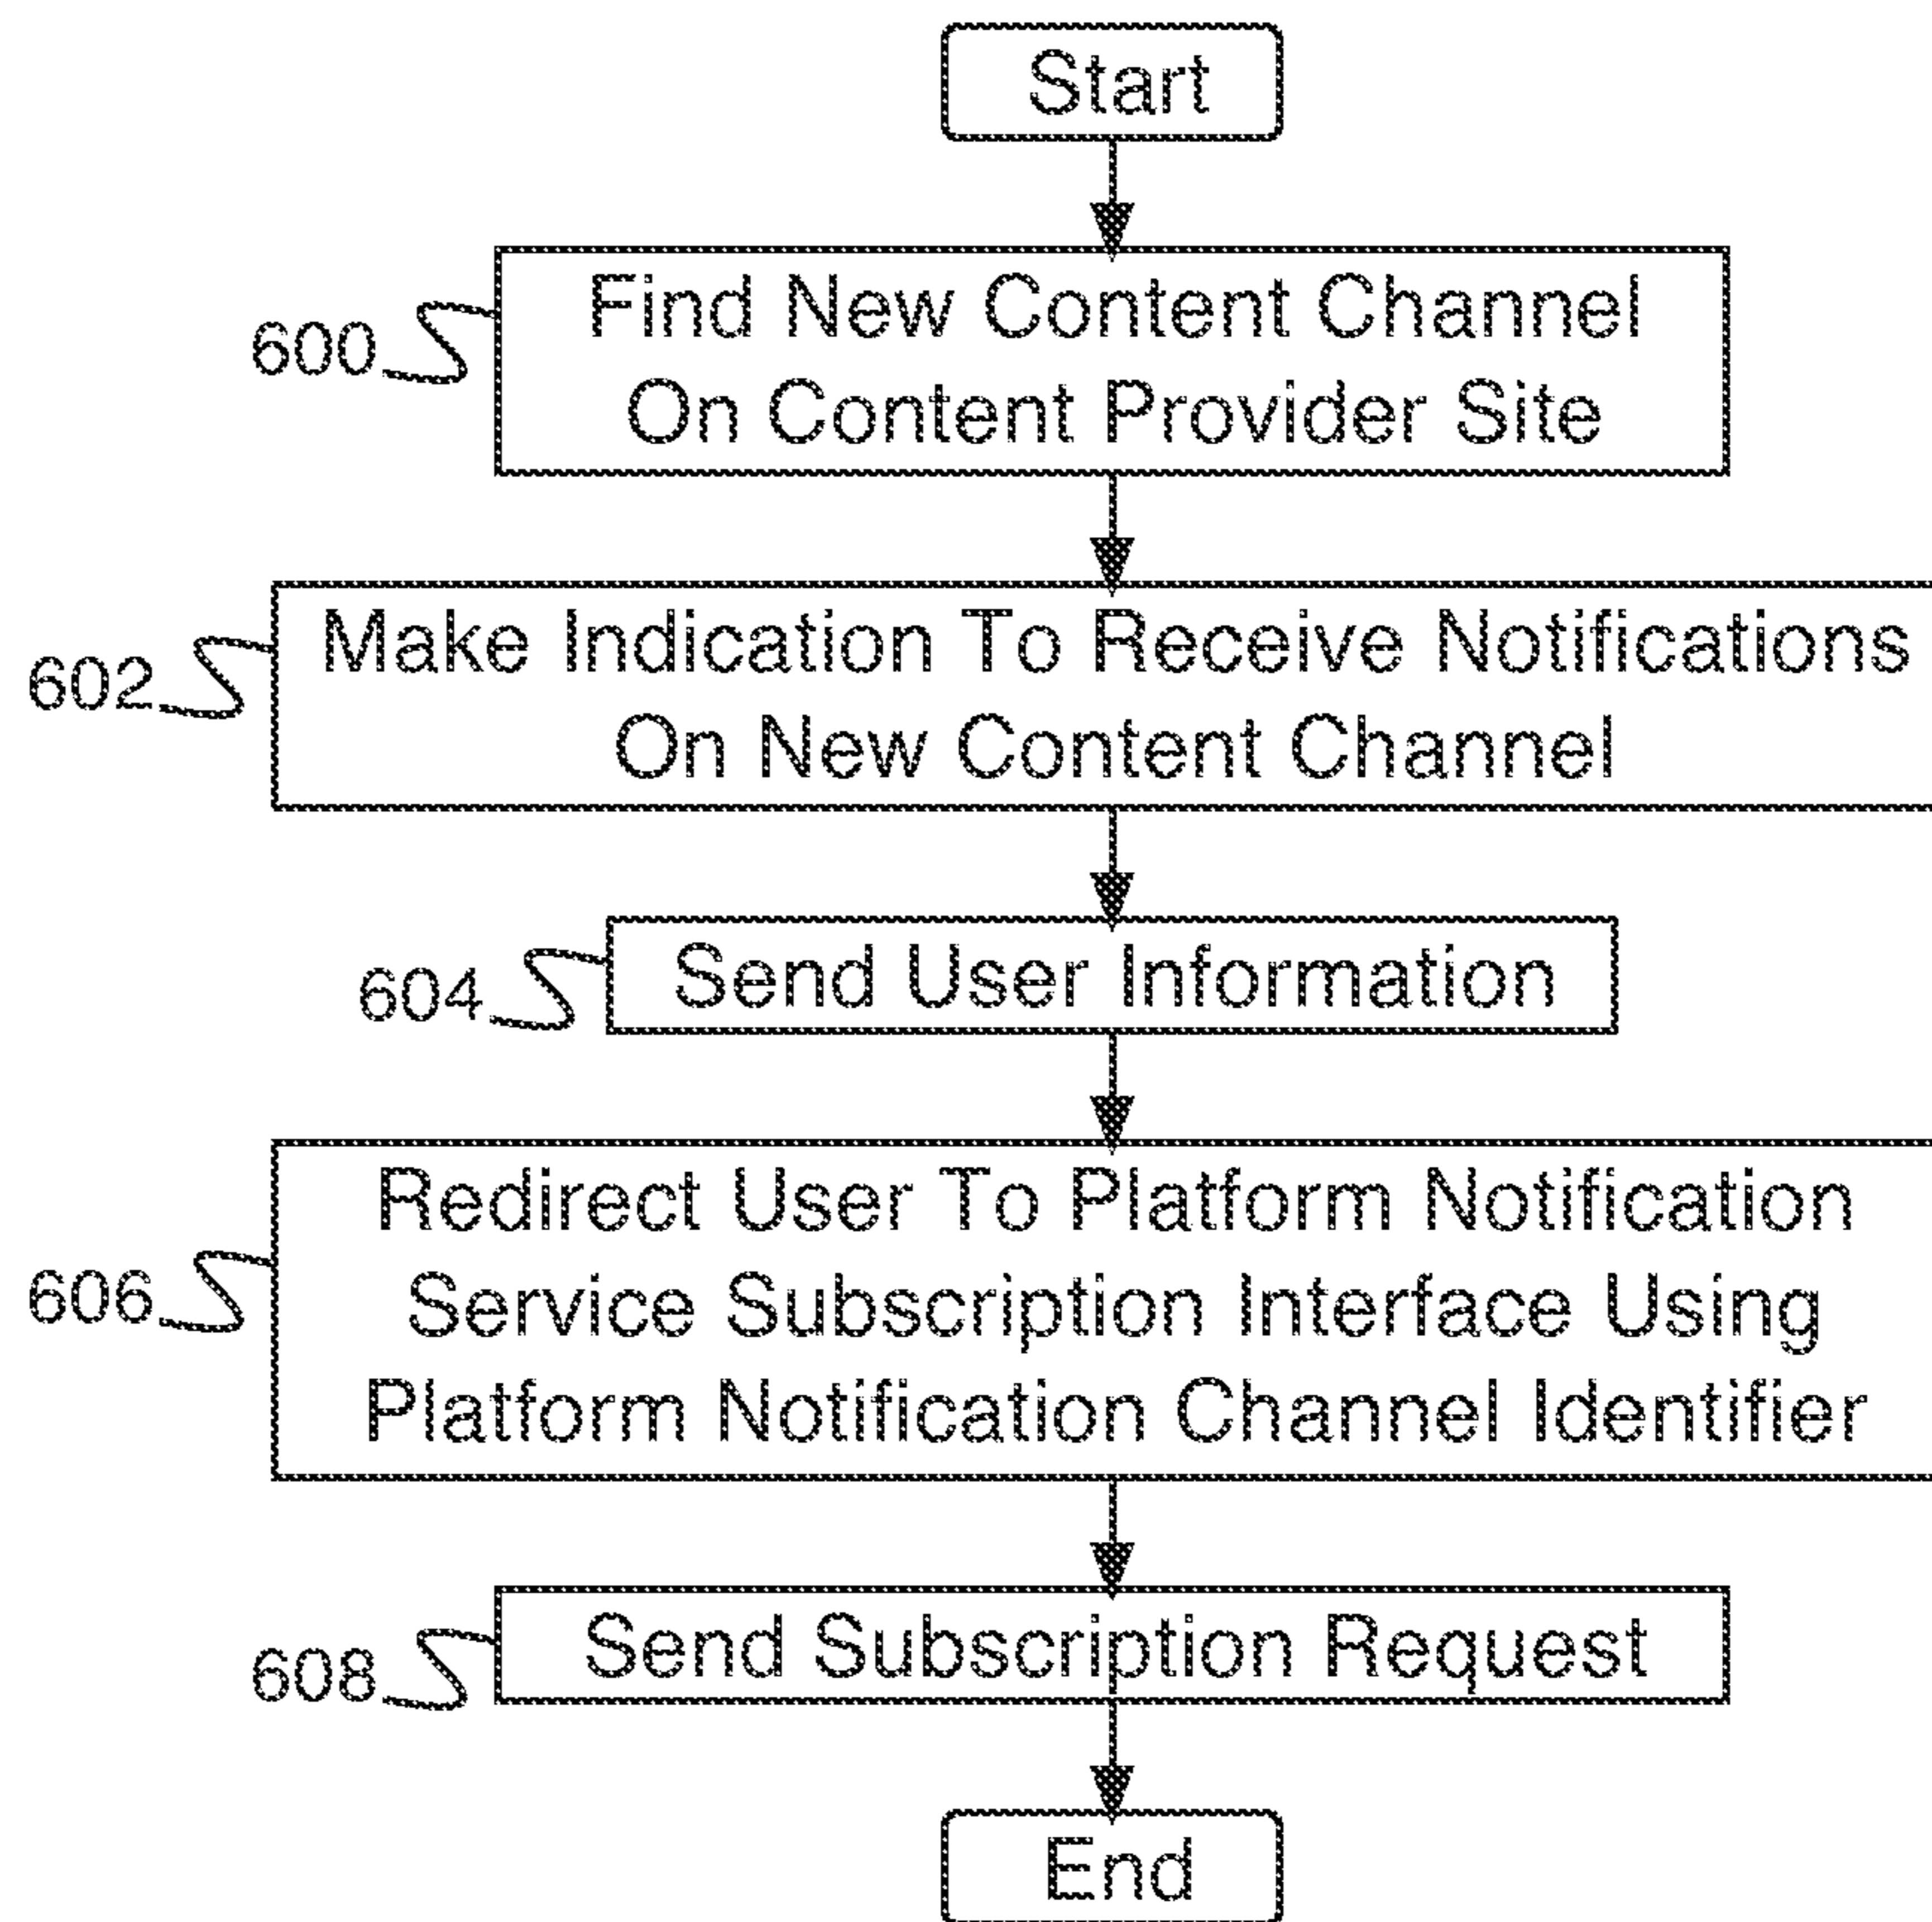 Start
600
Find New Content Channel
On Content Provider Site
602
Make Indication To Receive Notifications
On New Content Channel
604
Send User Information
606
Redirect User To Platform Notification
Service Subscription Interface Using
Platform Notification Channel Identifier
608
Send Subscription Request
End